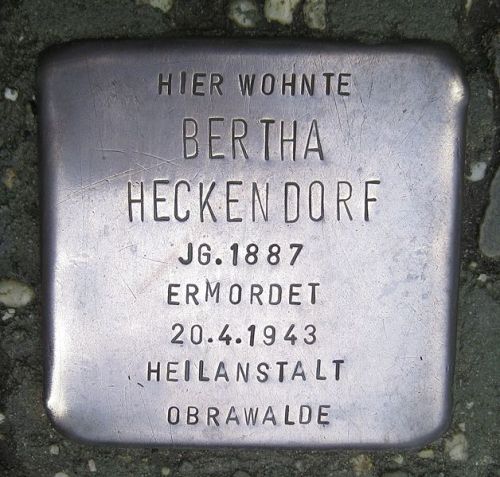 HIER WOHNTE
BERTHA
HECKENDORF
JG. 1887
ERMORDET
20.4.1943
HEILANSTALT
OBRAWALDE